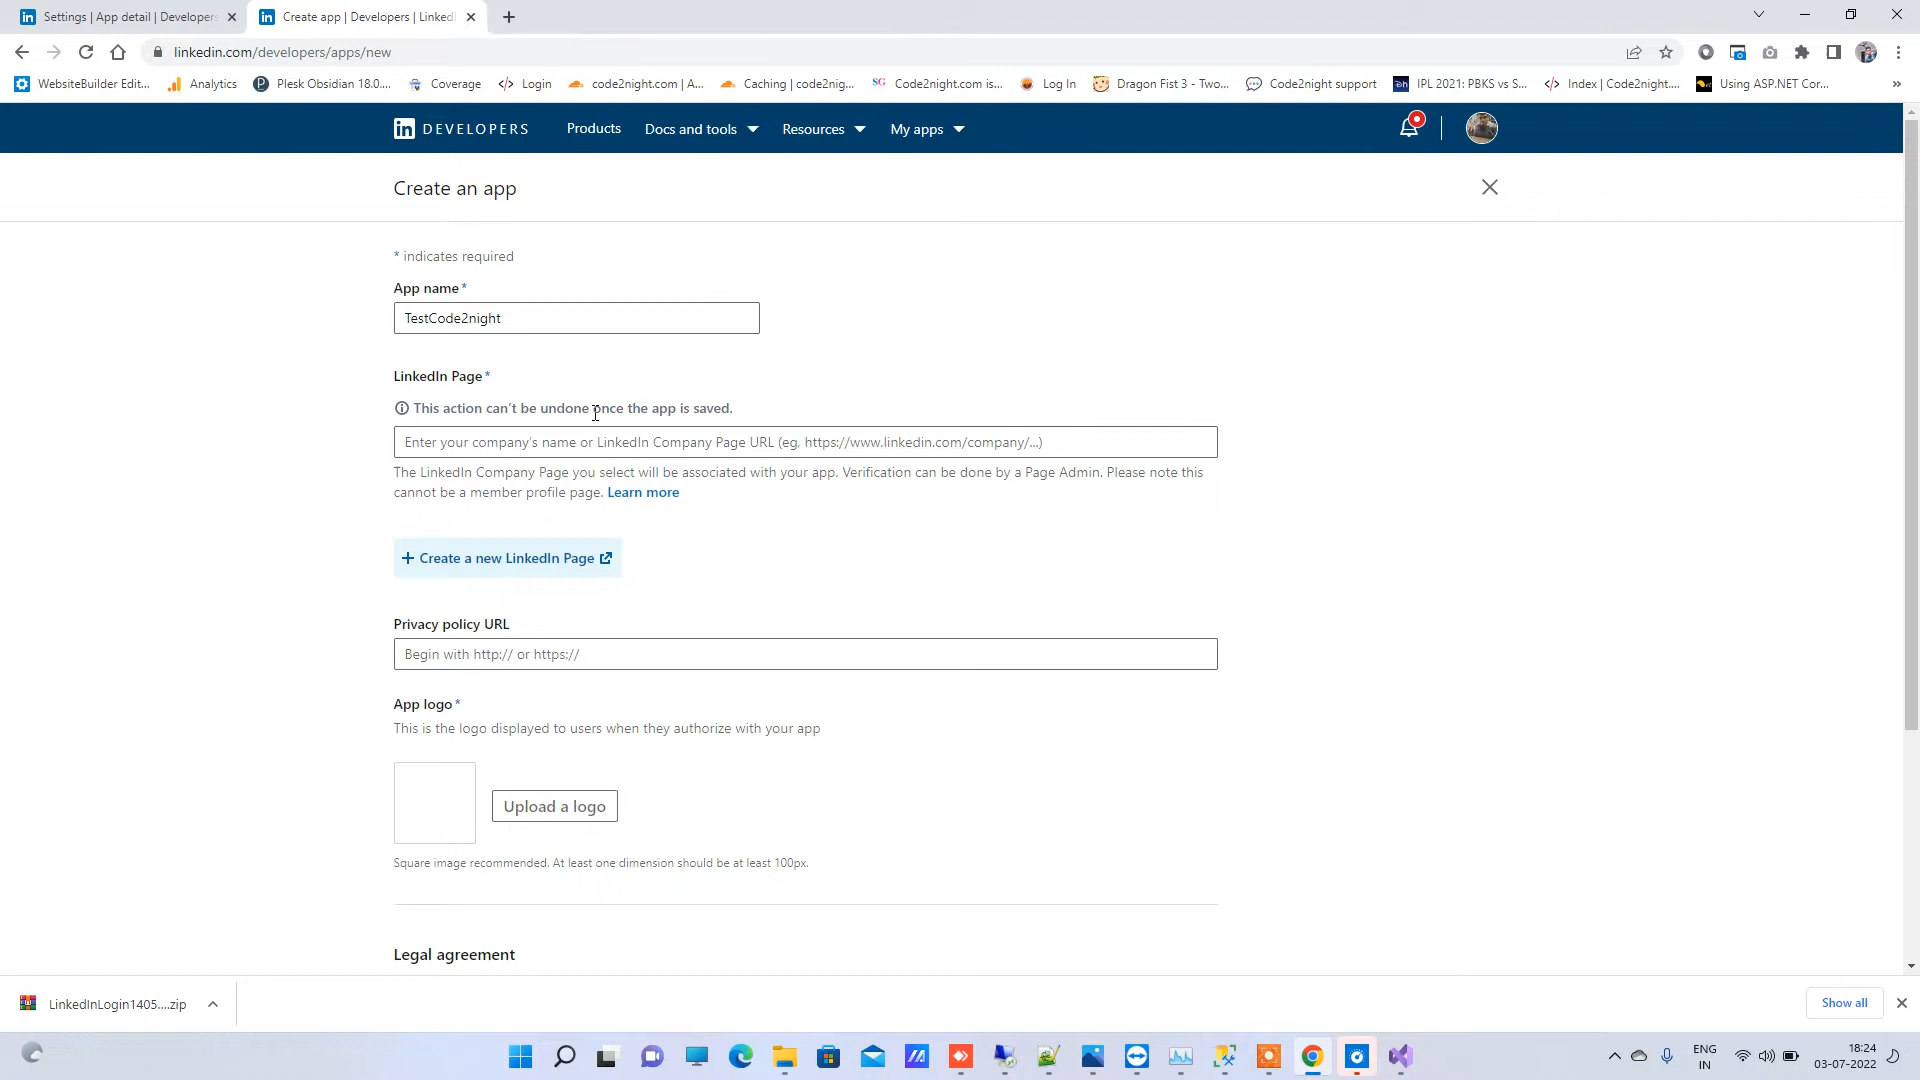 Settings | App detail | Developers
Create app | Developers | LinkedI
linkedin.com/developers/apps/new
WebsiteBuilder Edit...
Analytics
Plesk Obsidian 18.0....
Coverage
Login
code2night.com | A...
Caching | code2nig...
SG
Code2night.com is...
Log In
Dragon Fist 3 - Two...
Code2night support
IPL 2021: PBKS vs S...
Index | Code2night....
Using ASP.NET Cor...
in DEVELOPERS
Products
Docs and tools
Resources
My apps
Create an app
* indicates required
App name*
TestCode2night
LinkedIn Page*
This action can't be undone once the app is saved.
Enter your company's name or LinkedIn Company Page URL (eg, https://www.linkedin.com/company/...)
The LinkedIn Company Page you select will be associated with your app. Verification can be done by a Page Admin. Please note this
cannot be a member profile page. Learn more
+ Create a new LinkedIn Page
Privacy policy URL
Begin with http:// or https://
App logo*
This is the logo displayed to users when they authorize with your app
Upload a logo
Square image recommended. At least one dimension should be at least 100px.
Legal agreement
LinkedInLogin1405....zip
Show all
ENG
IN
18:24
03-07-2022